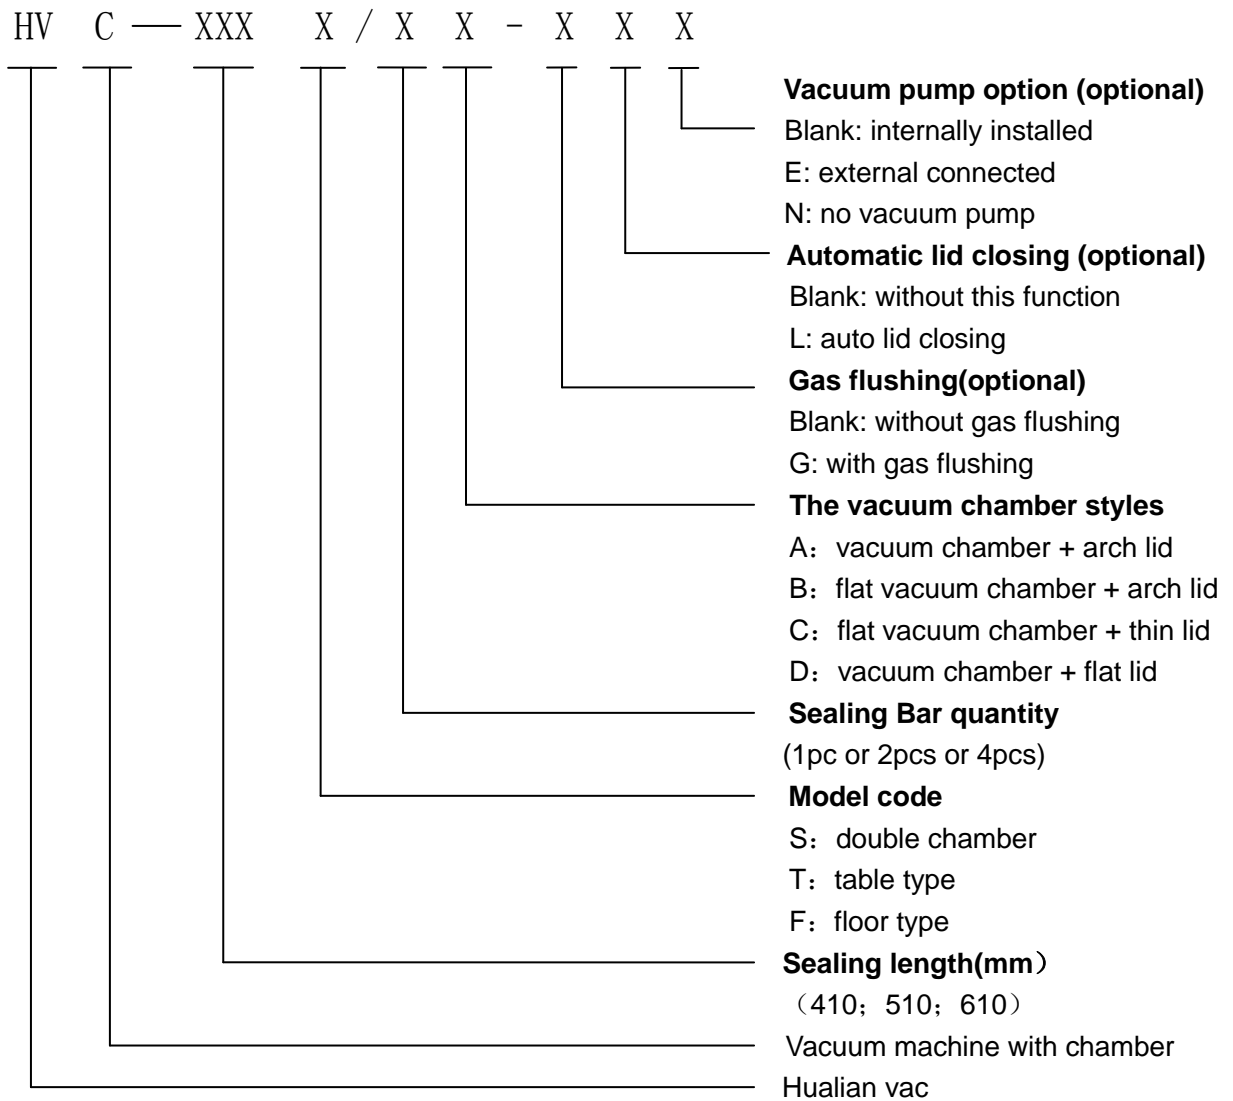 HV C — XXX X / X X - X X X
Vacuum pump option (optional)
Blank: internally installed
E: external connected
N: no vacuum pump
Automatic lid closing (optional)
Blank: without this function
L: auto lid closing
Gas flushing(optional)
Blank: without gas flushing
G: with gas flushing
The vacuum chamber styles
A：vacuum chamber + arch lid
B：flat vacuum chamber + arch lid
C：flat vacuum chamber + thin lid
D：vacuum chamber + flat lid
Sealing Bar quantity
(1pc or 2pcs or 4pcs)
Model code
S：double chamber
T：table type
F：floor type
Sealing length(mm）
（410；510；610）
Vacuum machine with chamber
Hualian vac